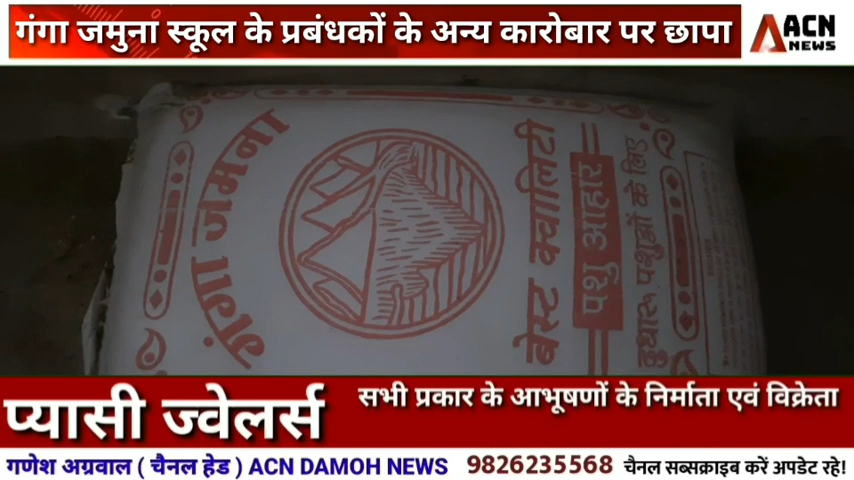 गंगा जमुना स्कूल के प्रबंधकों के अन्य कारोबार पर छापा
ACN
NEWS
गंगा जमना
बेस्ट क्वालिटी
पशु आहार
दुधारू पशुओं के लिए
प्यासी ज्वेलर्स
सभी प्रकार के आभूषणों के निर्माता एवं विक्रेता
गणेश अग्रवाल ( चैनल हेड ) ACN DAMOH NEWS 9826235568 चैनल सब्सक्राइब करें अपडेट रहे!